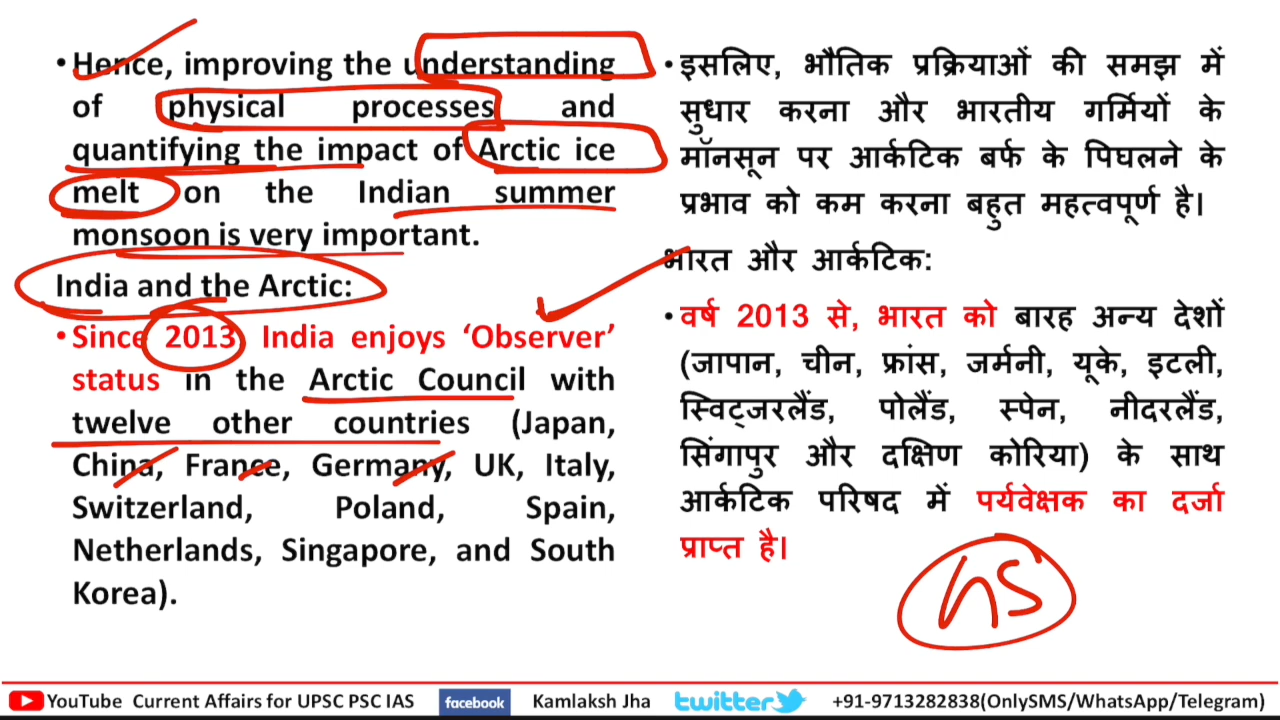 •Hence, improving the understanding
of physical processes and
quantifying the impact of Arctic ice
melt on the Indian summer
monsoon is very important.
India and the Arctic:
•Since 2013, India enjoys ‘Observer’
status in the Arctic Council with
twelve other countries (Japan,
China, France, Germany, UK, Italy,
Switzerland, Poland, Spain,
Netherlands, Singapore, and South
Korea).
•इसलिए, भौतिक प्रक्रियाओं की समझ में
सुधार करना और भारतीय गर्मियों के
मॉनसून पर आर्कटिक बर्फ के पिघलने के
प्रभाव को कम करना बहुत महत्वपूर्ण है।
भारत और आर्कटिक:
•वर्ष 2013 से, भारत को बारह अन्य देशों
(जापान, चीन, फ्रांस, जर्मनी, यूके, इटली,
स्विट्जरलैंड, पोलैंड, स्पेन, नीदरलैंड,
सिंगापुर और दक्षिण कोरिया) के साथ
आर्कटिक परिषद में पर्यवेक्षक का दर्जा
प्राप्त है।
YouTube Current Affairs for UPSC PSC IAS facebook Kamlaksh Jha twitter +91-9713282838(OnlySMS/WhatsApp/Telegram)